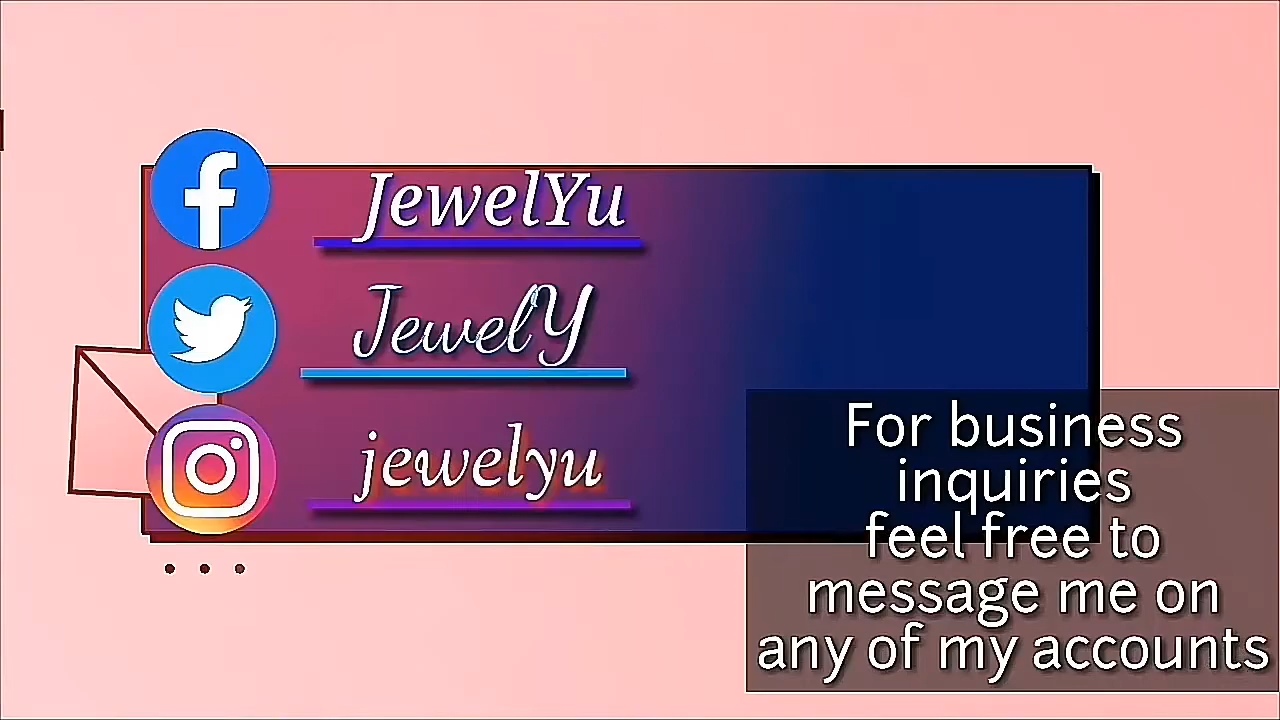 JewelYu
JewelY
jewelyu
For business
inquiries
feel free to
message me on
any of my accounts